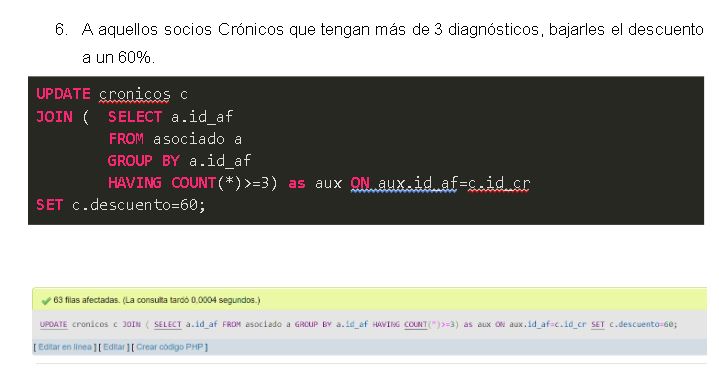 6. A aquellos socios Crónicos que tengan más de 3 diagnósticos, bajarles el descuento
a un 60%.
UPDATE cronicos c
JOIN ( SELECT a.id_af
FROM asociado a
GROUP BY a.id_af
HAVING COUNT(*)>=3) as aux ON aux.id_af=c.id_cr
SET c.descuento=60;
63 filas afectadas. (La consulta tardó 0,0004 segundos.)
UPDATE cronicos c JOIN ( SELECT a.id_af FROM asociado a GROUP BY a.id_af HAVING COUNT(*)>=3) as aux ON aux.id_af=c.id_cr SET c.descuento=60;
[ Editar en línea ] [ Editar ] [ Crear código PHP ]